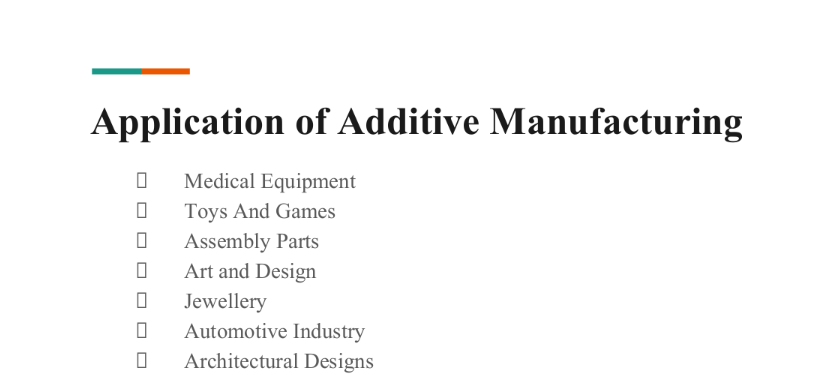 Application of Additive Manufacturing
Medical Equipment
Toys And Games
Assembly Parts
Art and Design
Jewellery
Automotive Industry
Architectural Designs